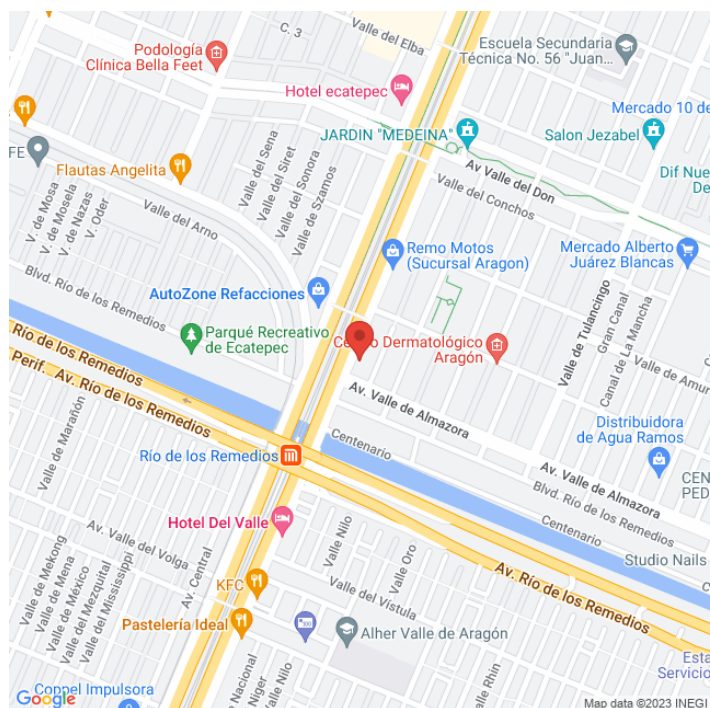 C. 3
Valle del Elba
Podología
Clínica Bella Feet
Escuela Secundaria
Técnica No. 56 "Juan...
Hotel ecatepec
Mercado 10 de
JARDIN "MEDEINA"
Salon Jezabel
FE
Flautas Angelita
Valle del Sena
Valle del Siret
Valle del Sonora
Valle de Szamos
Av Valle del Don
Valle del Conchos
Dif Nue
De
V. de Mosa
V. de Mosela
V. de Nazas
V. Oder
Valle del Arno
Remo Motos
(Sucursal Aragon)
Mercado Alberto
Juárez Blancas
Blvd. Río de los Remedios
AutoZone Refacciones
Valle de Tulancingo
Gran Canal
Canal de La Mancha
Parqué Recreativo
de Ecatepec
Centro Dermatológico
Aragón
Valle de Amur
Río de los Remedios
Perif. Av. Río de los Remedios
Av. Valle de Almazora
Centenario
Distribuidora
de Agua Ramos
Valle de Marañón
Río de los Remedios
Av. Valle de Almazora
Blvd. Río de los Remedios
CEN
PED
Centenario
Hotel Del Valle
Valle Nilo
Valle Oro
Studio Nails
Av. Valle del Volga
Av. Central
Valle de Mekong
Valle de Mena
Valle de México
Valle del Mezquital
Valle del Mississippi
KFC
Valle del Vístula
Av. Río de los Remedios
Pastelería Ideal
Alher Valle de Aragón
Esta
Servicio
Coppel Impulsora
Nacional
Niger
Valle Nilo
Valle Rhin
Google
Map data ©2023 INEGI